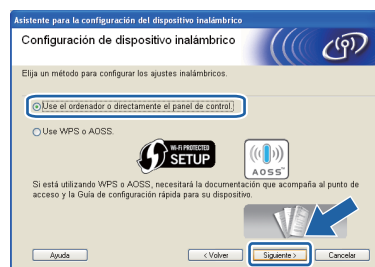 Asistente para la configuración del dispositivo inalámbrico
Configuración de dispositivo inalámbrico
Elija un método para configurar los ajustes inalámbricos.
Use el ordenador o directamente el panel de control.
Use WPS o AOSS.
Wi-Fi PROTECTED
SETUP
AOSS™
Si está utilizando WPS o AOSS, necesitará la documentación que acompaña al punto de
acceso y la Guía de configuración rápida para su dispositivo.
Ayuda
< Volver
Siguiente >
Cancelar